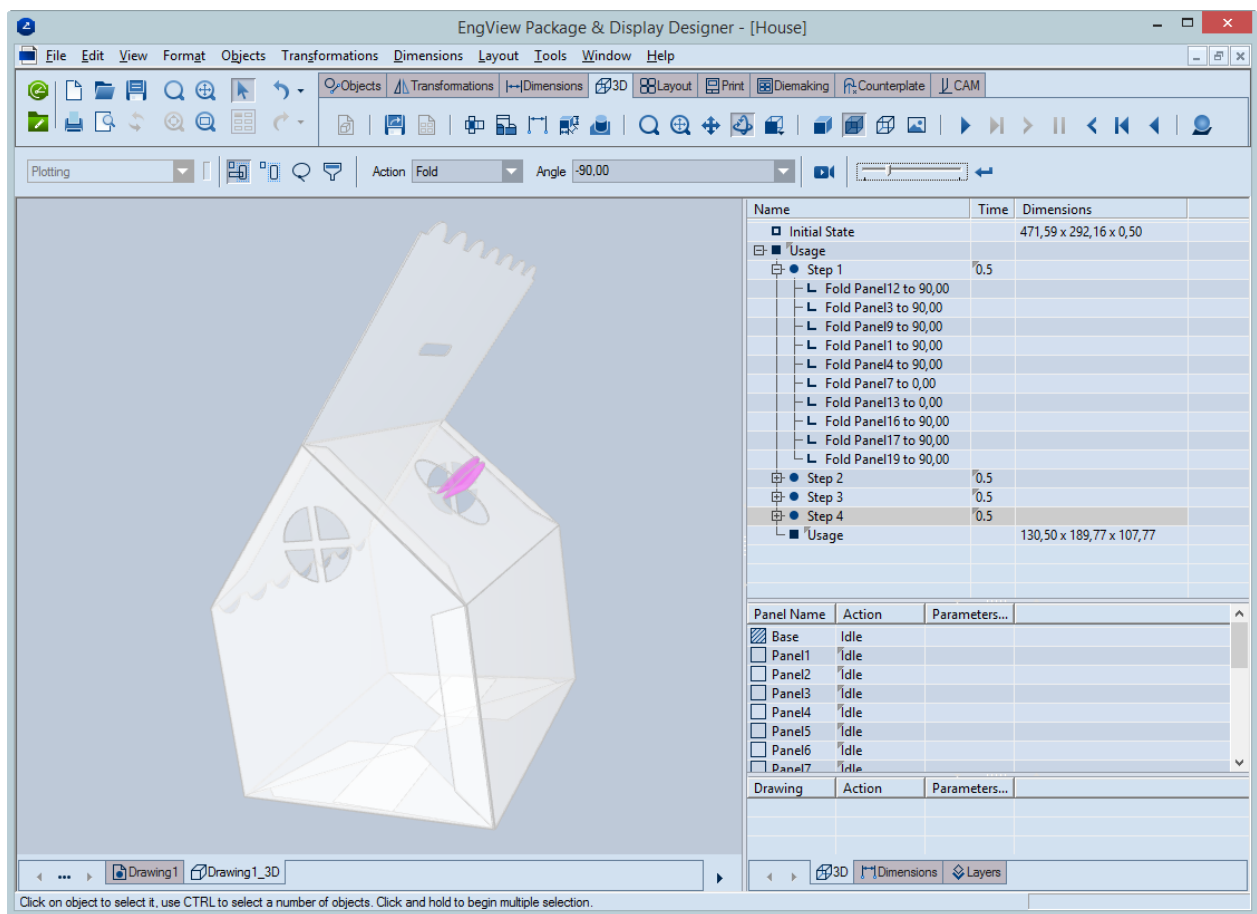 EngView Package & Display Designer - [House]
File Edit View Format Objects Transformations Dimensions Layout Tools Window Help
Objects Transformations Dimensions 3D Layout Print Diemaking Counterplate CAM
Plotting Action Fold Angle -90,00
Name Time Dimensions
Initial State 471,59 x 292,16 x 0,50
Usage
Step 1 0.5
Fold Panel12 to 90,00
Fold Panel3 to 90,00
Fold Panel9 to 90,00
Fold Panel1 to 90,00
Fold Panel4 to 90,00
Fold Panel7 to 0,00
Fold Panel13 to 0,00
Fold Panel16 to 90,00
Fold Panel17 to 90,00
Fold Panel19 to 90,00
Step 2 0.5
Step 3 0.5
Step 4 0.5
Usage 130,50 x 189,77 x 107,77
Panel Name Action Parameters...
Base Idle
Panel1 Idle
Panel2 Idle
Panel3 Idle
Panel4 Idle
Panel5 Idle
Panel6 Idle
Panel7 Idle
Drawing Action Parameters...
Drawing1 Drawing1_3D
3D Dimensions Layers
Click on object to select it, use CTRL to select a number of objects. Click and hold to begin multiple selection.